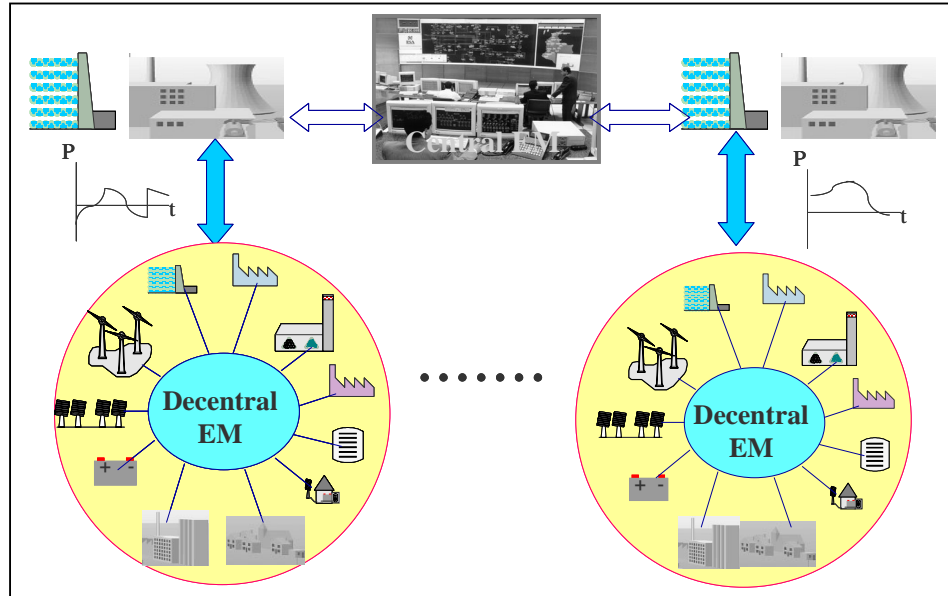 Central EM
P
t
P
t
Decentral
EM
+ -
.......
Decentral
EM
+ -